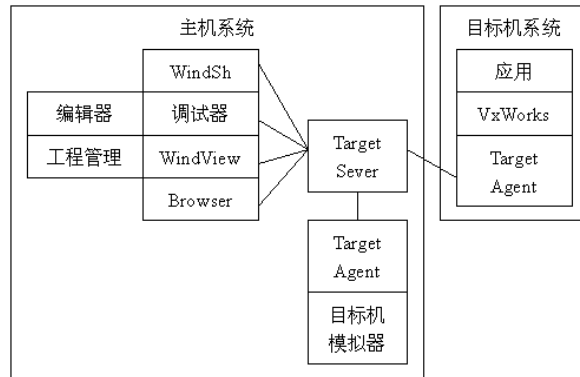 主机系统
目标机系统
WindSh
编辑器
调试器
工程管理
WindView
Browser
Target
Sever
Target
Agent
目标机
模拟器
应用
VxWorks
Target
Agent